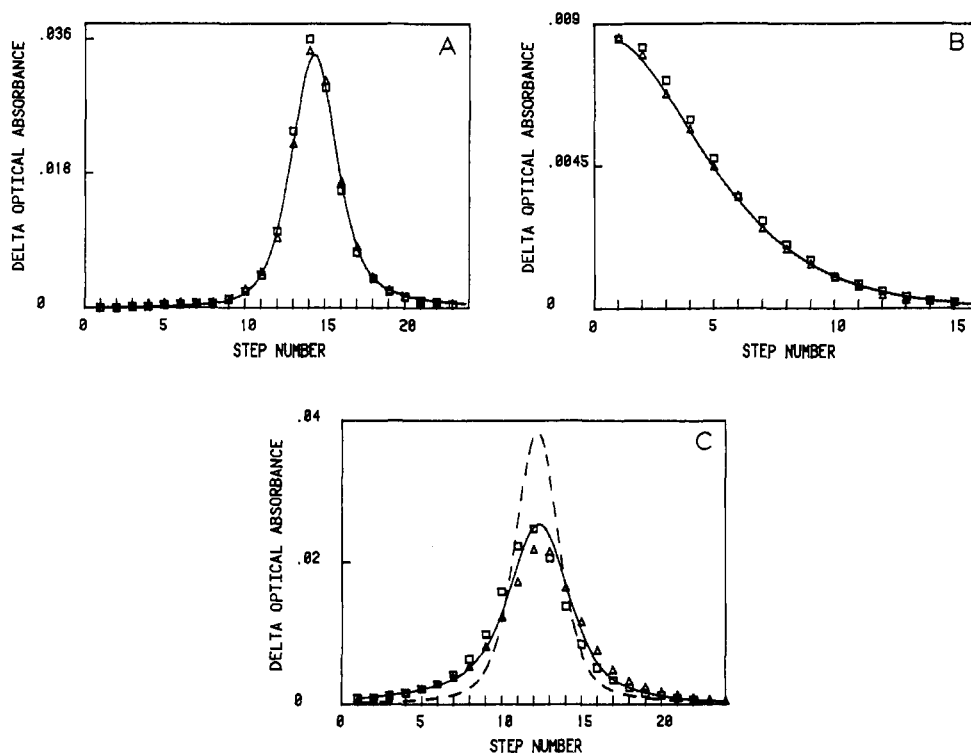 A
.036
.018
0
DELTA OPTICAL ABSORBANCE
0 5 10 15 20
STEP NUMBER
B
.009
.0045
0
DELTA OPTICAL ABSORBANCE
0 5 10 15
STEP NUMBER
C
.04
.02
0
DELTA OPTICAL ABSORBANCE
0 5 10 15 20
STEP NUMBER